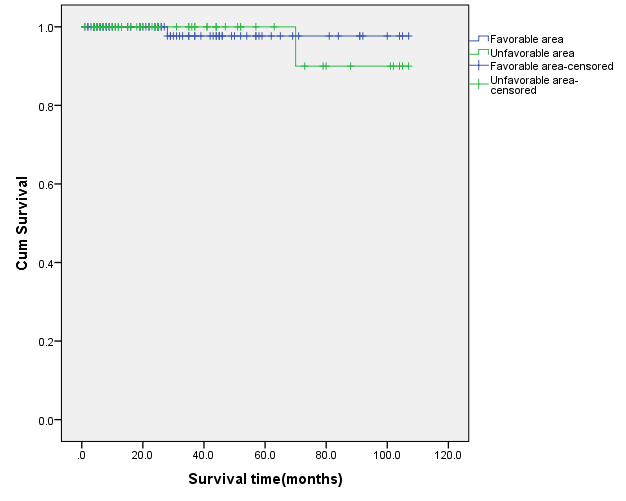 1.0
0.8
0.6
0.4
0.2
0.0
Cum Survival
.0 20.0 40.0 60.0 80.0 100.0 120.0
Survival time(months)
Favorable area
Unfavorable area
Favorable area-censored
Unfavorable area-
censored